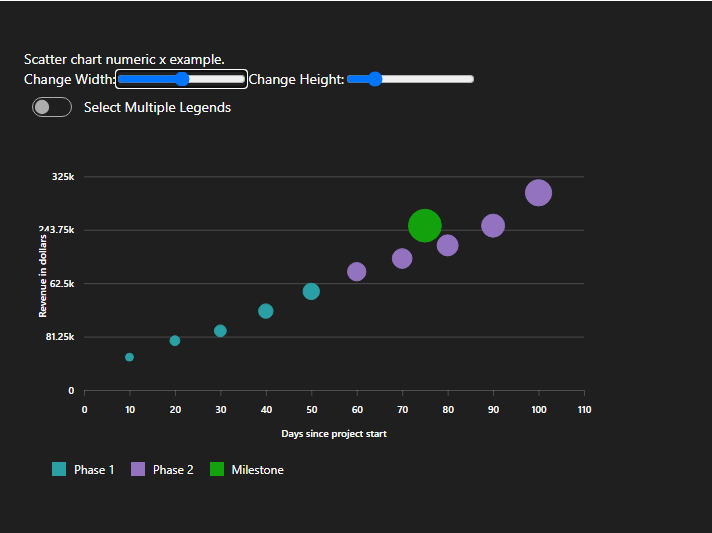 Scatter chart numeric x example.
Change Width: Change Height:
Select Multiple Legends
325k
243.75k
62.5k
81.25k
0
Revenue in dollars
0 10 20 30 40 50 60 70 80 90 100 110
Days since project start
Phase 1 Phase 2 Milestone